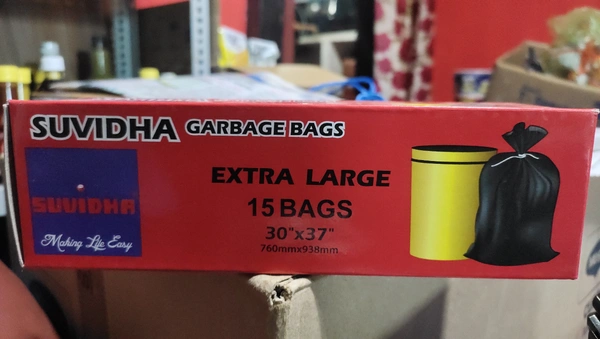 SUVIDHA GARBAGE BAGS
SUVIDHA
Making Life Easy
EXTRA LARGE
15 BAGS
30"x37"
760mmx938mm